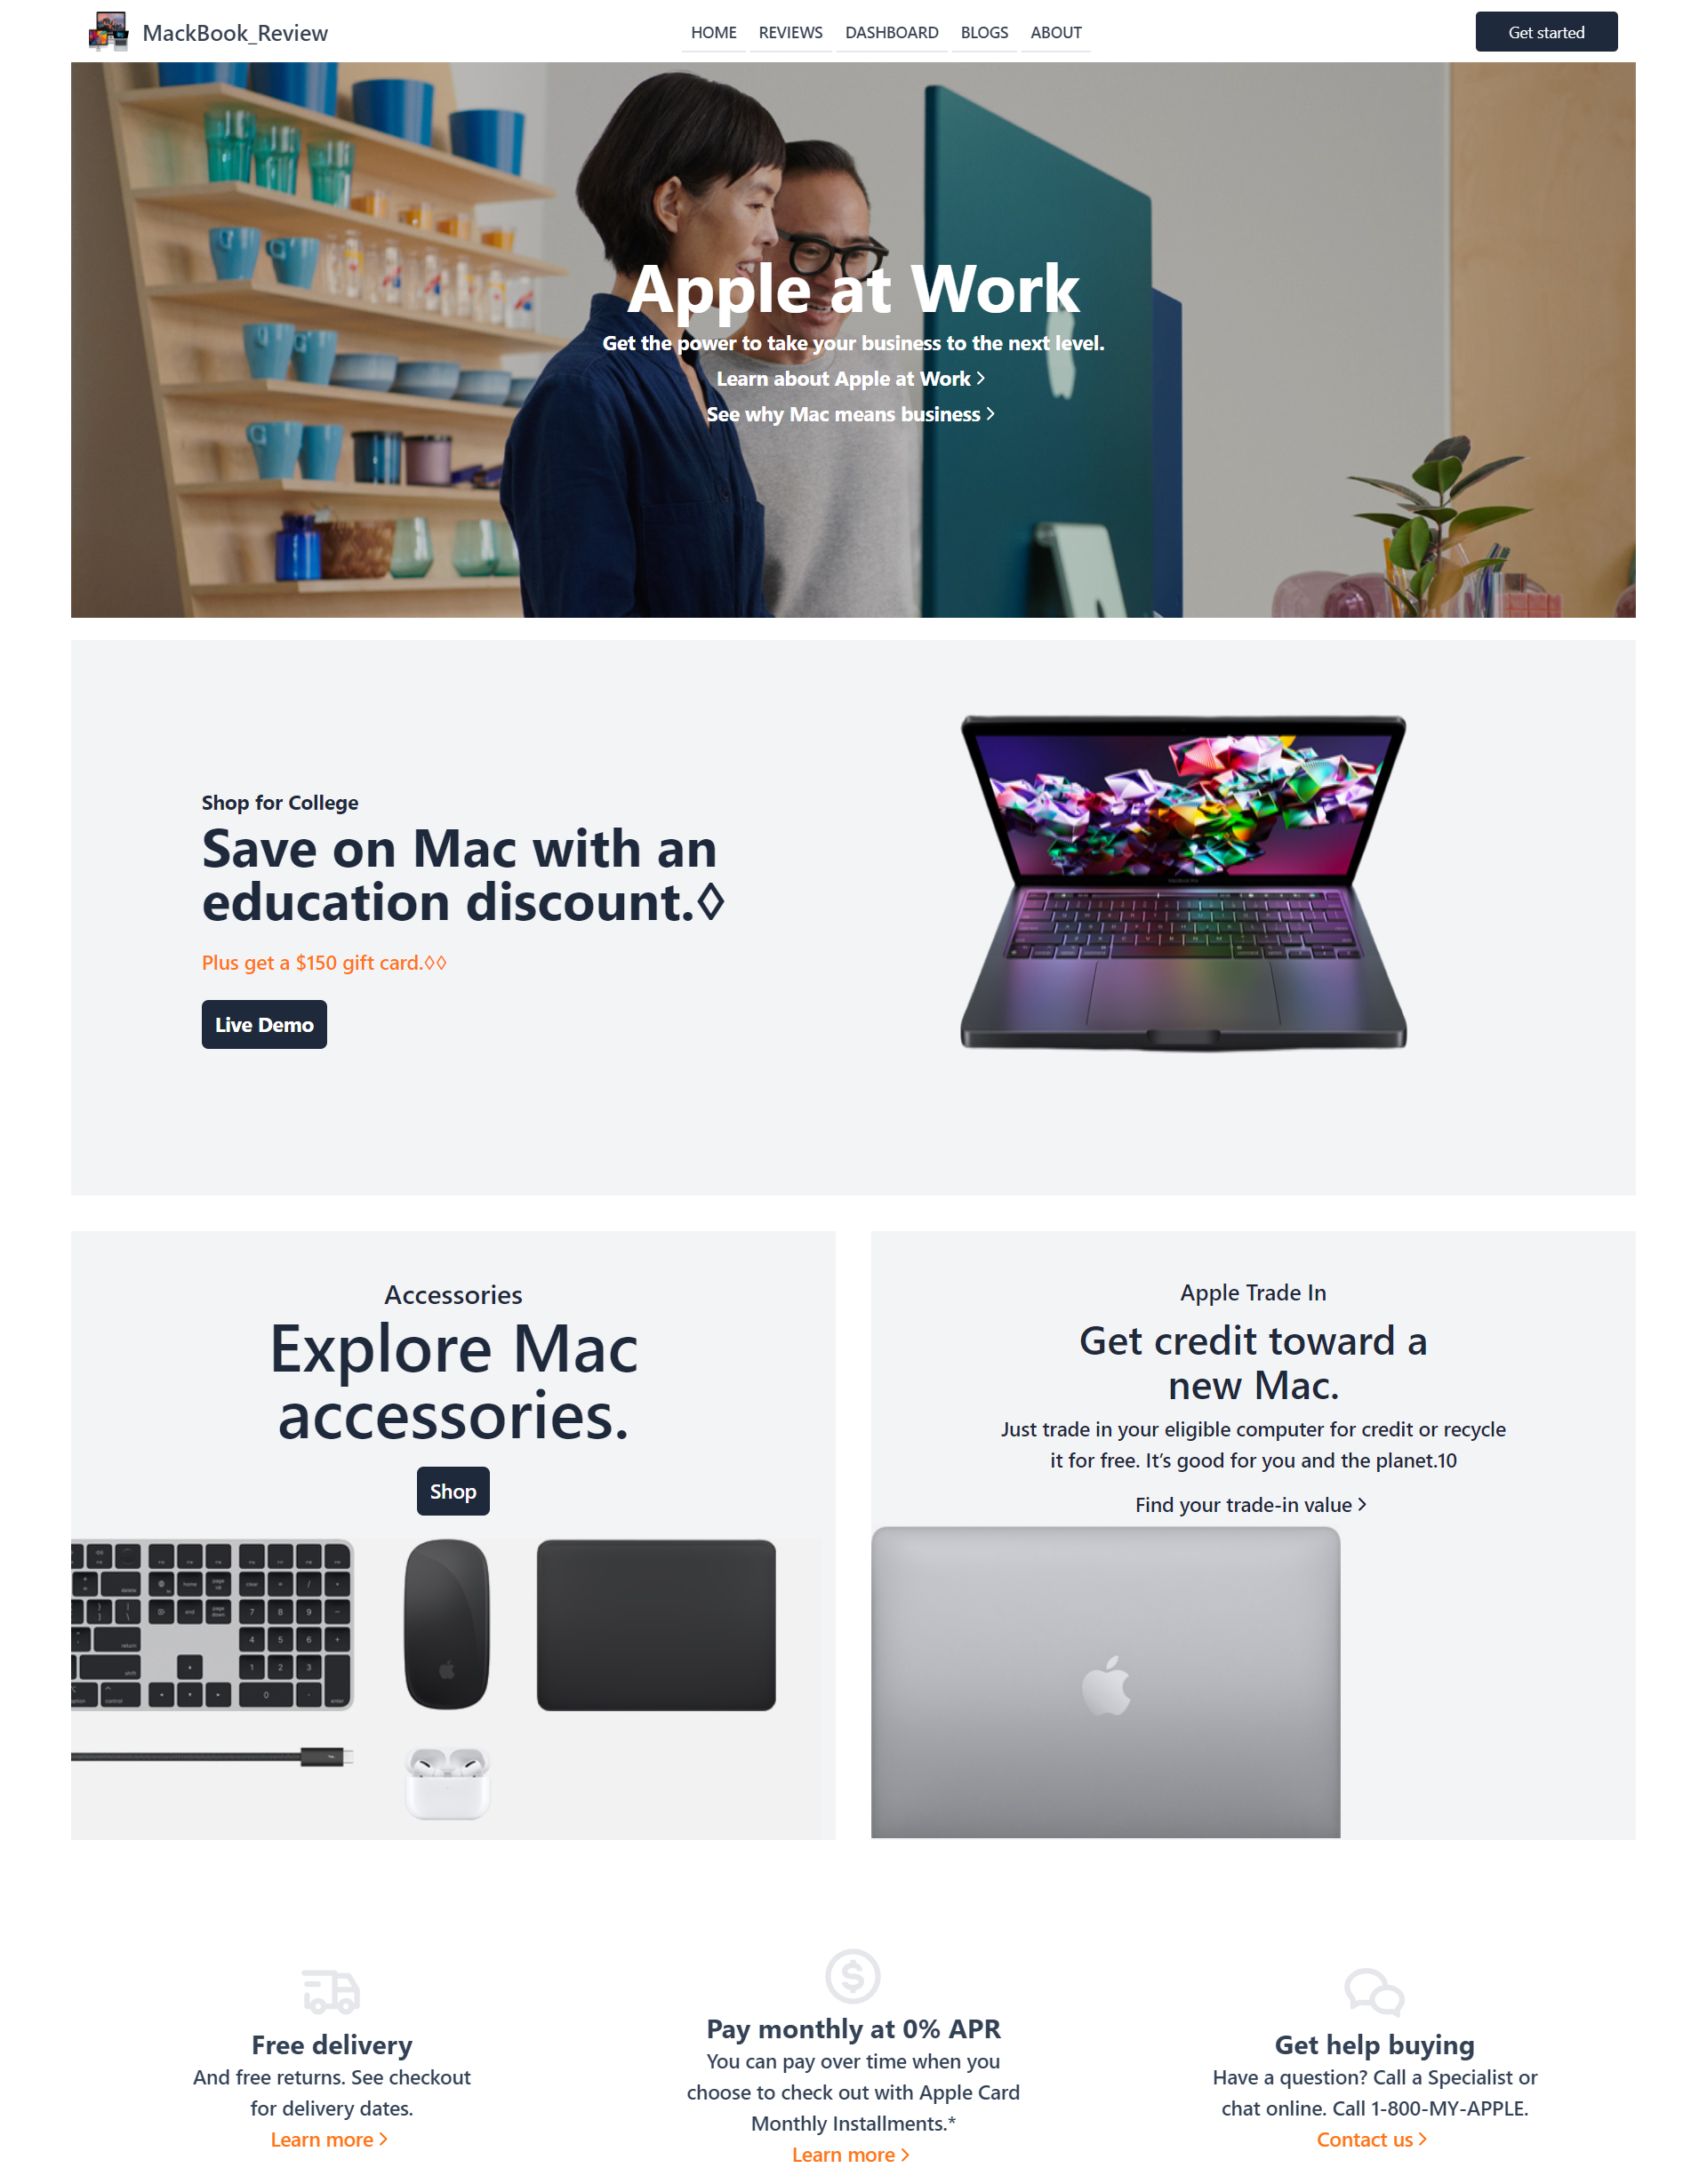 MackBook_Review
HOME
REVIEWS
DASHBOARD
BLOGS
ABOUT
Get started
Apple at Work
Get the power to take your business to the next level.
Learn about Apple at Work >
See why Mac means business >
Shop for College
Save on Mac with an
education discount.◊
Plus get a $150 gift card.◊◊
Live Demo
Accessories
Explore Mac
accessories.
Shop
Apple Trade In
Get credit toward a
new Mac.
Just trade in your eligible computer for credit or recycle
it for free. It’s good for you and the planet.10
Find your trade-in value >
Free delivery
And free returns. See checkout
for delivery dates.
Learn more >
Pay monthly at 0% APR
You can pay over time when you
choose to check out with Apple Card
Monthly Installments.*
Learn more >
Get help buying
Have a question? Call a Specialist or
chat online. Call 1-800-MY-APPLE.
Contact us >